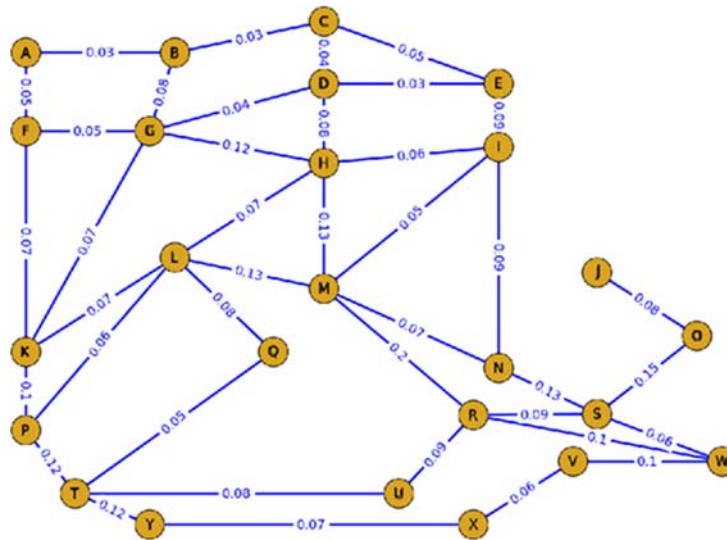 C
A 0.03 B 0.03
0.04 0.05
D 0.03 E
0.05 0.08 0.04
F 0.05 G 0.08 0.09
0.12 H 0.06 I
0.07 0.07 0.07 0.13 0.05 0.09
L 0.13 M J
0.07 0.06 0.08 0.07 0.08
K Q O
0.1 0.2 N 0.13 0.15
P 0.05 R 0.09 S
0.12 0.09 0.1 0.06
T 0.08 U V 0.1 W
0.12 Y 0.07 X 0.06